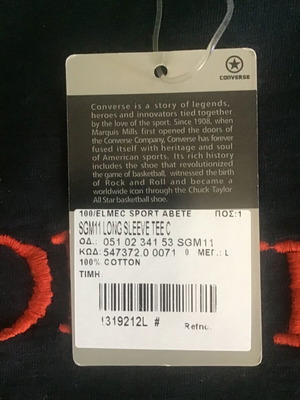 CONVERSE
Converse is a story of legends,
heroes and innovators tied together
by the love of the sport. Since 1908, when
Marquis Mills first opened the doors of
the Converse Company, Converse has forever
fused itself with heritage and soul
of American sports. Its rich history
includes the shoe that revolutionized
the game of basketball, witnessed the birth
of Rock and Roll and became a
worldwide icon through the Chuck Taylor
All Star basketball shoe.
100/ELMEC SPORT ABETE ΠΟΣ:1
SGM11 LONG SLEEVE TEE C
ΟΔ.: 051 02 341 53 SGM11
ΚΩΔ: 547372.0 0071 0 ΜΕΓ.: L
100% COTTON
ΤΙΜΗ:
!319212L # Refno.